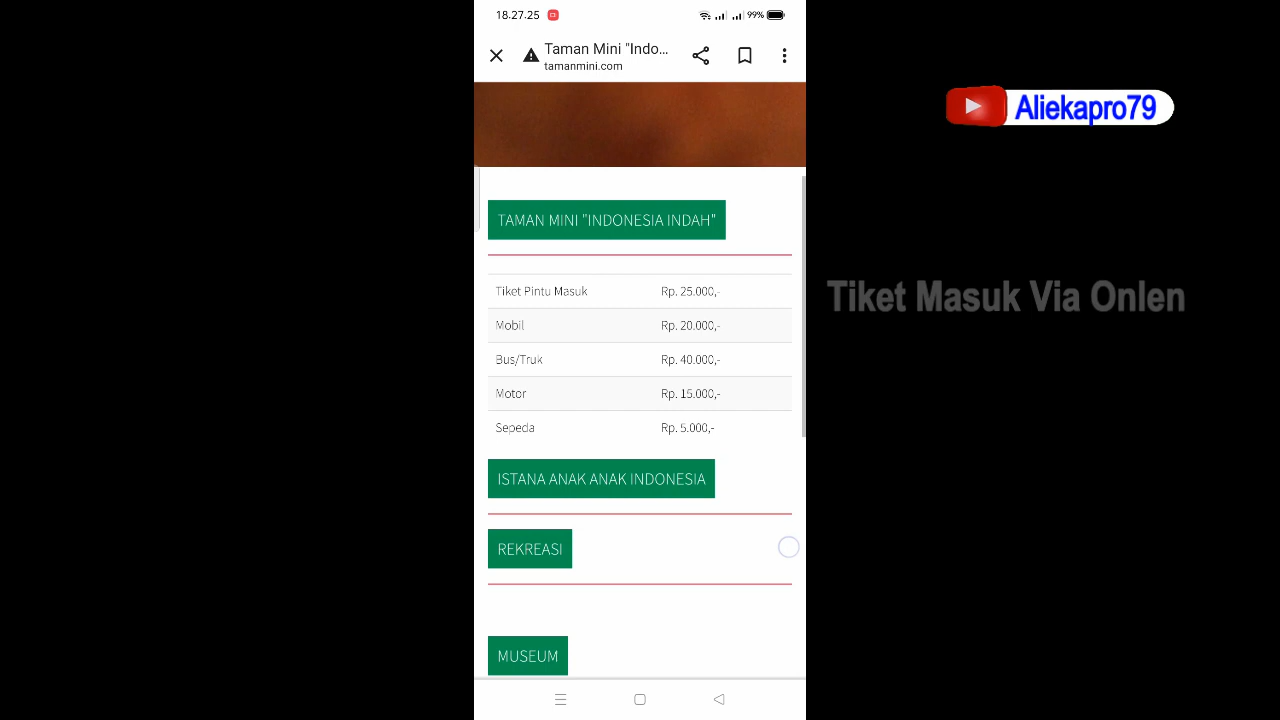 18.27.25
99%
Taman Mini "Indo...
tamanmini.com
Aliekapro79
TAMAN MINI "INDONESIA INDAH"
Tiket Pintu Masuk Rp. 25.000,-
Mobil Rp. 20.000,-
Bus/Truk Rp. 40.000,-
Motor Rp. 15.000,-
Sepeda Rp. 5.000,-
Tiket Masuk Via Onlen
ISTANA ANAK ANAK INDONESIA
REKREASI
MUSEUM